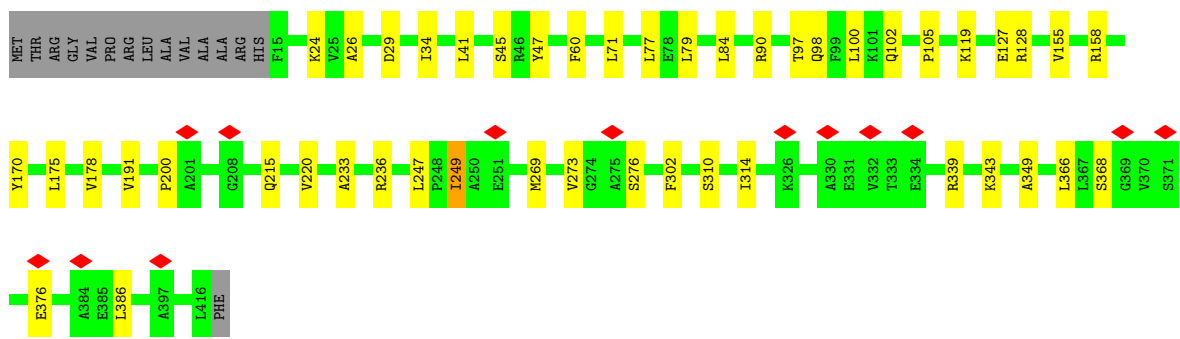 MET THR ARG GLY VAL PRO ARG LEU ALA VAL ALA ALA ARG HIS F15 K24 V25 A26 D29 I34 L41 S45 R46 Y47 F60 L71 L77 E78 L79 L84 R90 T97 Q98 F99 L100 K101 Q102 P105 K119 E127 R128 V155 R158
Y170 L175 V178 V191 P200 A201 G208 Q215 V220 A233 R236 L247 P248 I249 A250 E251 M269 V273 G274 A275 S276 F302 S310 I314 K326 A330 E331 V332 T333 E334 R339 K343 A349 L366 L367 S368 G369 V370 S371
E376 A384 E385 L386 A397 L416 PHE